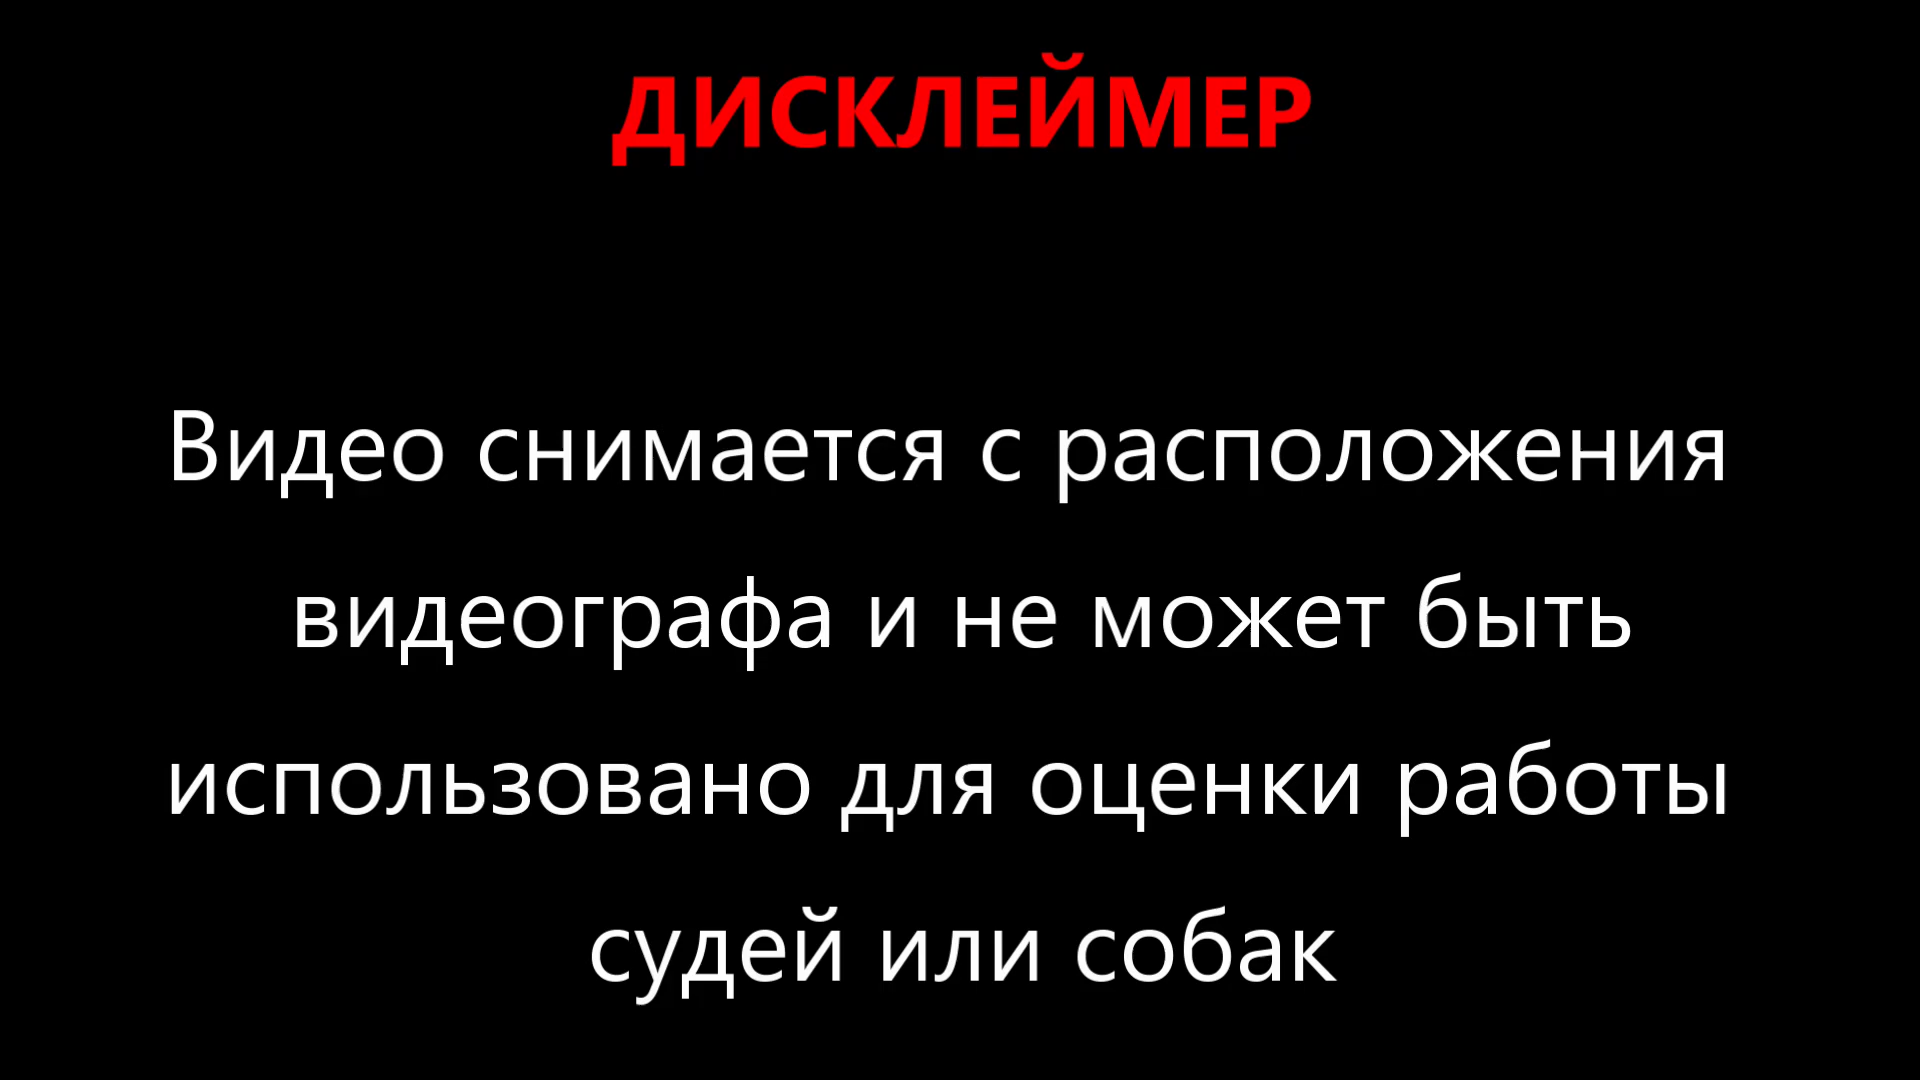 ДИСКЛЕЙМЕР
Видео снимается с расположения
видеографа и не может быть
использовано для оценки работы
судей или собак